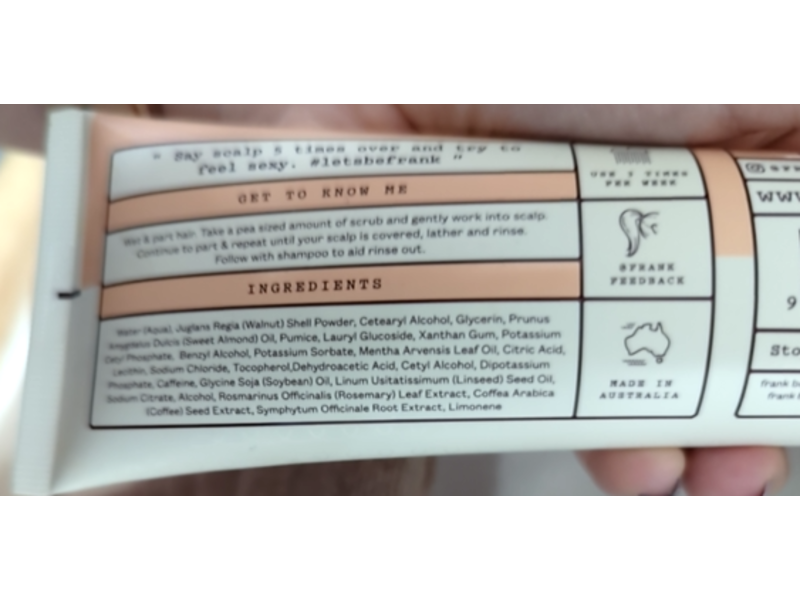 " Say scalp 5 times over and try to
feel sexy. #letsbefrank "
GET TO KNOW ME
Wet & part hair. Take a pea sized amount of scrub and gently work into scalp.
Continue to part & repeat until your scalp is covered, lather and rinse.
Follow with shampoo to aid rinse out.
INGREDIENTS
Water (Aqua), Juglans Regia (Walnut) Shell Powder, Cetearyl Alcohol, Glycerin, Prunus
Amygdalus Dulcis (Sweet Almond) Oil, Pumice, Lauryl Glucoside, Xanthan Gum, Potassium
Cetyl Phosphate, Benzyl Alcohol, Potassium Sorbate, Mentha Arvensis Leaf Oil, Citric Acid,
Lecithin, Sodium Chloride, Tocopherol,Dehydroacetic Acid, Cetyl Alcohol, Dipotassium
Phosphate, Caffeine, Glycine Soja (Soybean) Oil, Linum Usitatissimum (Linseed) Seed Oil,
Sodium Citrate, Alcohol, Rosmarinus Officinalis (Rosemary) Leaf Extract, Coffea Arabica
(Coffee) Seed Extract, Symphytum Officinale Root Extract, Limonene
TIMES
PER WEEK
@FRANK
FEEDBACK
MADE IN
AUSTRALIA
WWW
9
Sto
frank b
frank